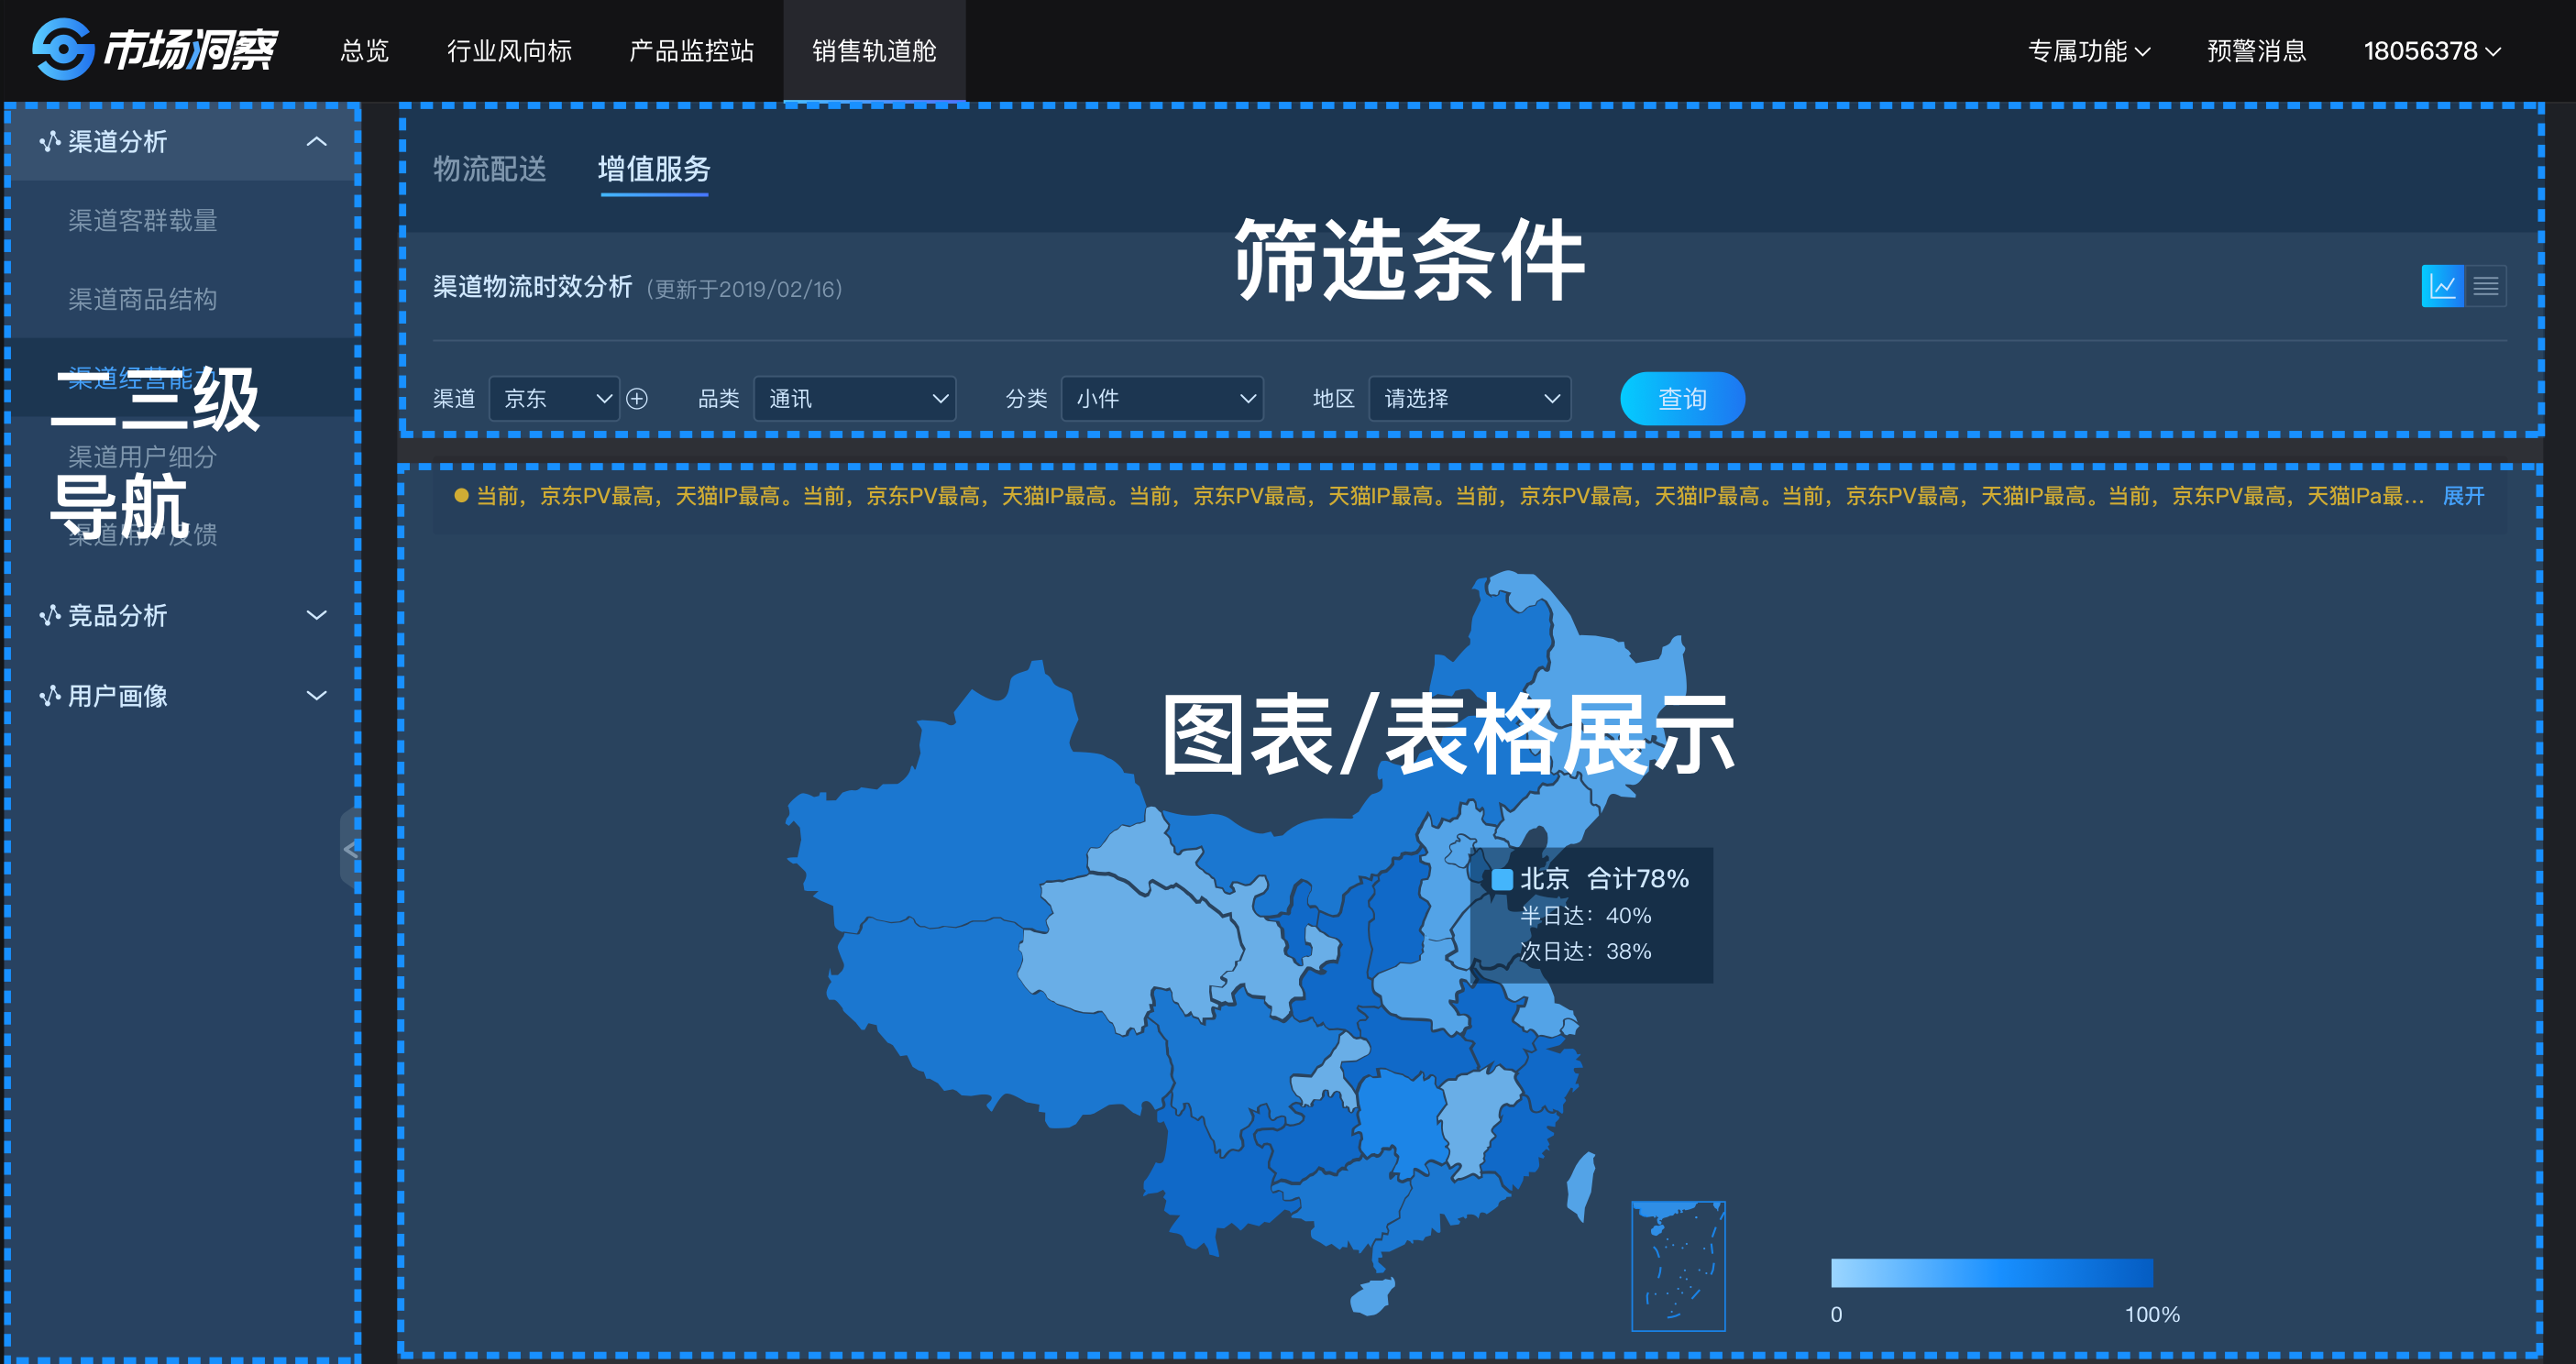 市场洞察
总览
行业风向标
产品监控站
销售轨道舱
专属功能
预警消息
18056378
渠道分析
渠道客群载量
渠道商品结构
渠道经营能力
渠道用户细分
渠道用户反馈
二三级
导航
竞品分析
用户画像
物流配送
增值服务
筛选条件
渠道物流时效分析（更新于2019/02/16）
渠道 京东 品类 通讯 分类 小件 地区 请选择 查询
当前，京东PV最高，天猫IP最高。当前，京东PV最高，天猫IP最高。当前，京东PV最高，天猫IP最高。当前，京东PV最高，天猫IP最高。当前，京东PV最高，天猫IP最高。当前，京东PV最高，天猫IPa最... 展开
图表/表格展示
北京 合计78%
半日达：40%
次日达：38%
0
100%